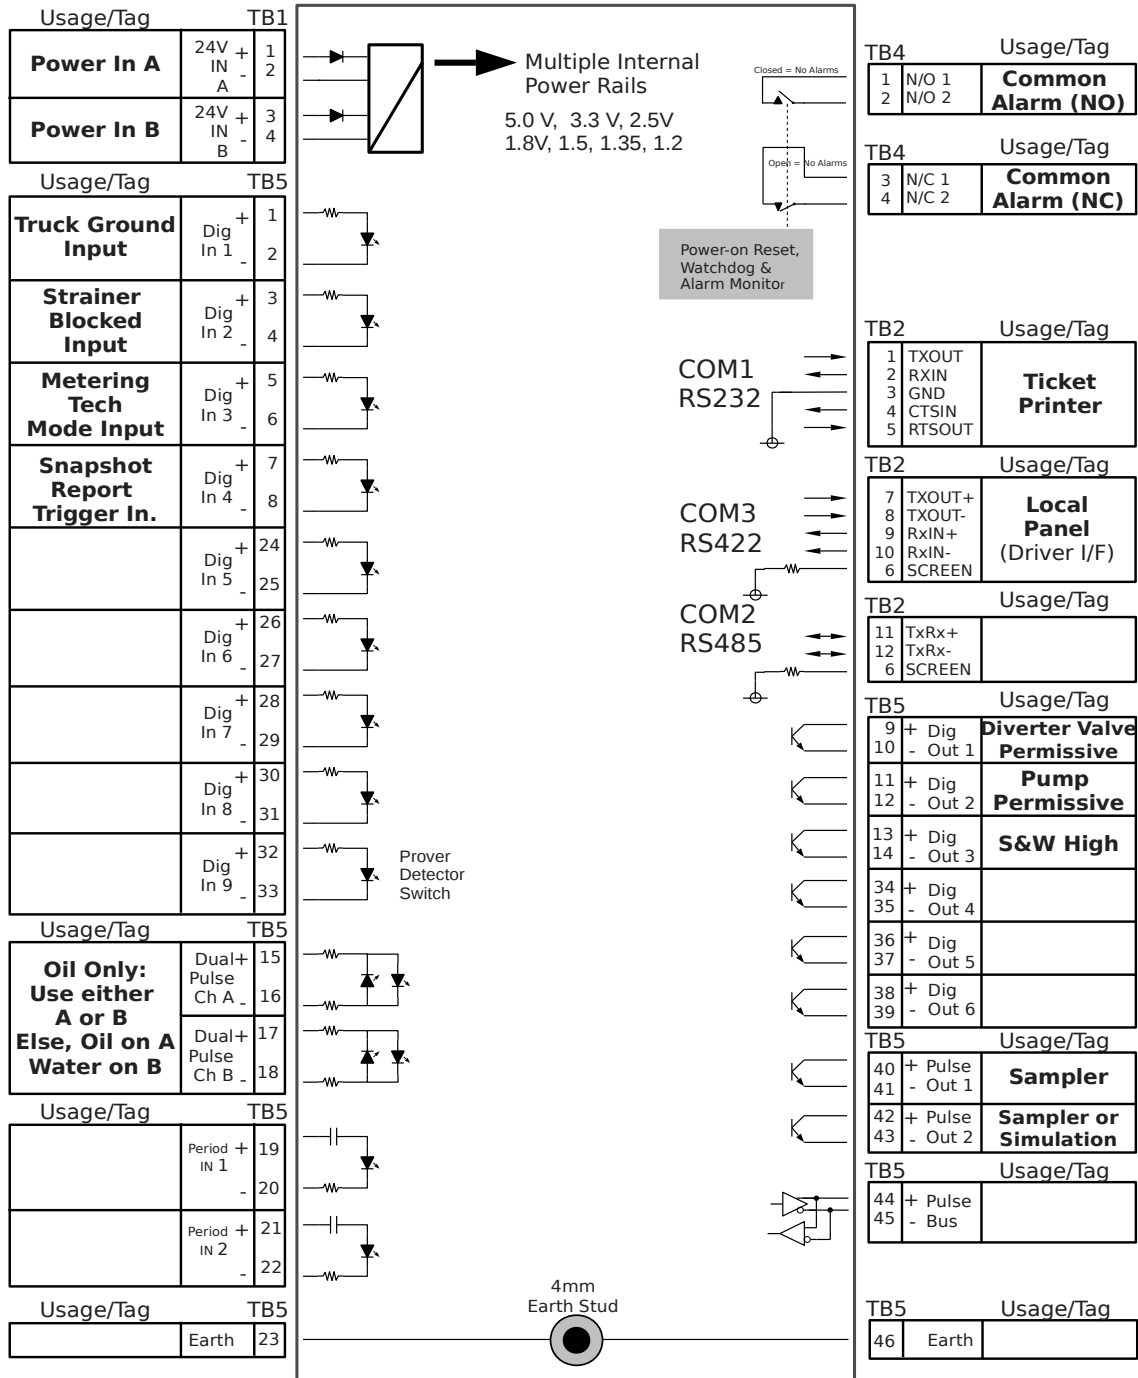 Usage/Tag TB1
Power In A
24V + 1
IN 2
A -
Power In B
24V + 3
IN 4
B -
Usage/Tag TB5
Truck Ground
Input
Dig + 1
In 1 - 2
Strainer
Blocked
Input
Dig + 3
In 2 - 4
Metering
Tech
Mode Input
Dig + 5
In 3 - 6
Snapshot
Report
Trigger In.
Dig + 7
In 4 - 8
Dig + 24
In 5 - 25
Dig + 26
In 6 - 27
Dig + 28
In 7 - 29
Dig + 30
In 8 - 31
Dig + 32
In 9 - 33
Usage/Tag TB5
Oil Only:
Use either
A or B
Else, Oil on A
Water on B
Dual + 15
Pulse
Ch A - 16
Dual + 17
Pulse
Ch B - 18
Usage/Tag TB5
Period + 19
IN 1
- 20
Period + 21
IN 2
- 22
Usage/Tag TB5
Earth 23
Multiple Internal
Power Rails
5.0 V, 3.3 V, 2.5V
1.8V, 1.5, 1.35, 1.2
Closed = No Alarms
Open = No Alarms
Power-on Reset,
Watchdog &
Alarm Monitor
COM1
RS232
COM3
RS422
COM2
RS485
Prover
Detector
Switch
4mm
Earth Stud
TB4 Usage/Tag
1 N/O 1
2 N/O 2
Common
Alarm (NO)
TB4 Usage/Tag
3 N/C 1
4 N/C 2
Common
Alarm (NC)
TB2 Usage/Tag
1 TXOUT
2 RXIN
3 GND
4 CTSIN
5 RTSOUT
Ticket
Printer
TB2 Usage/Tag
7 TXOUT+
8 TXOUT-
9 RxIN+
10 RxIN-
6 SCREEN
Local
Panel
(Driver I/F)
TB2 Usage/Tag
11 TxRx+
12 TxRx-
6 SCREEN
TB5 Usage/Tag
9 + Dig
10 - Out 1
Diverter Valve
Permissive
11 + Dig
12 - Out 2
Pump
Permissive
13 + Dig
14 - Out 3
S&W High
34 + Dig
35 - Out 4
36 + Dig
37 - Out 5
38 + Dig
39 - Out 6
TB5 Usage/Tag
40 + Pulse
41 - Out 1
Sampler
42 + Pulse
43 - Out 2
Sampler or
Simulation
TB5 Usage/Tag
44 + Pulse
45 - Bus
TB5 Usage/Tag
46 Earth